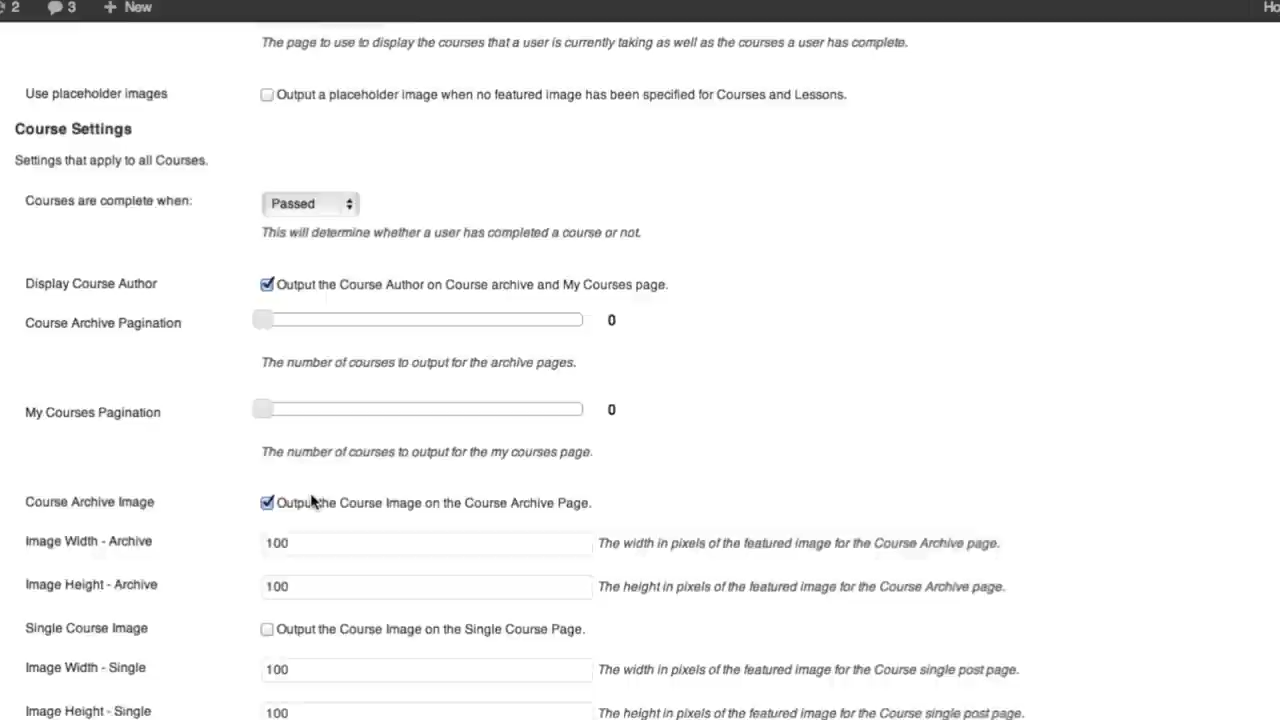 2 3 + New Ho
The page to use to display the courses that a user is currently taking as well as the courses a user has complete.
Use placeholder images Output a placeholder image when no featured image has been specified for Courses and Lessons.
Course Settings
Settings that apply to all Courses.
Courses are complete when: Passed
This will determine whether a user has completed a course or not.
Display Course Author Output the Course Author on Course archive and My Courses page.
Course Archive Pagination 0
The number of courses to output for the archive pages.
My Courses Pagination 0
The number of courses to output for the my courses page.
Course Archive Image Output the Course Image on the Course Archive Page.
Image Width - Archive 100 The width in pixels of the featured image for the Course Archive page.
Image Height - Archive 100 The height in pixels of the featured image for the Course Archive page.
Single Course Image Output the Course Image on the Single Course Page.
Image Width - Single 100 The width in pixels of the featured image for the Course single post page.
Image Height - Single 100 The height in pixels of the featured image for the Course single post page.